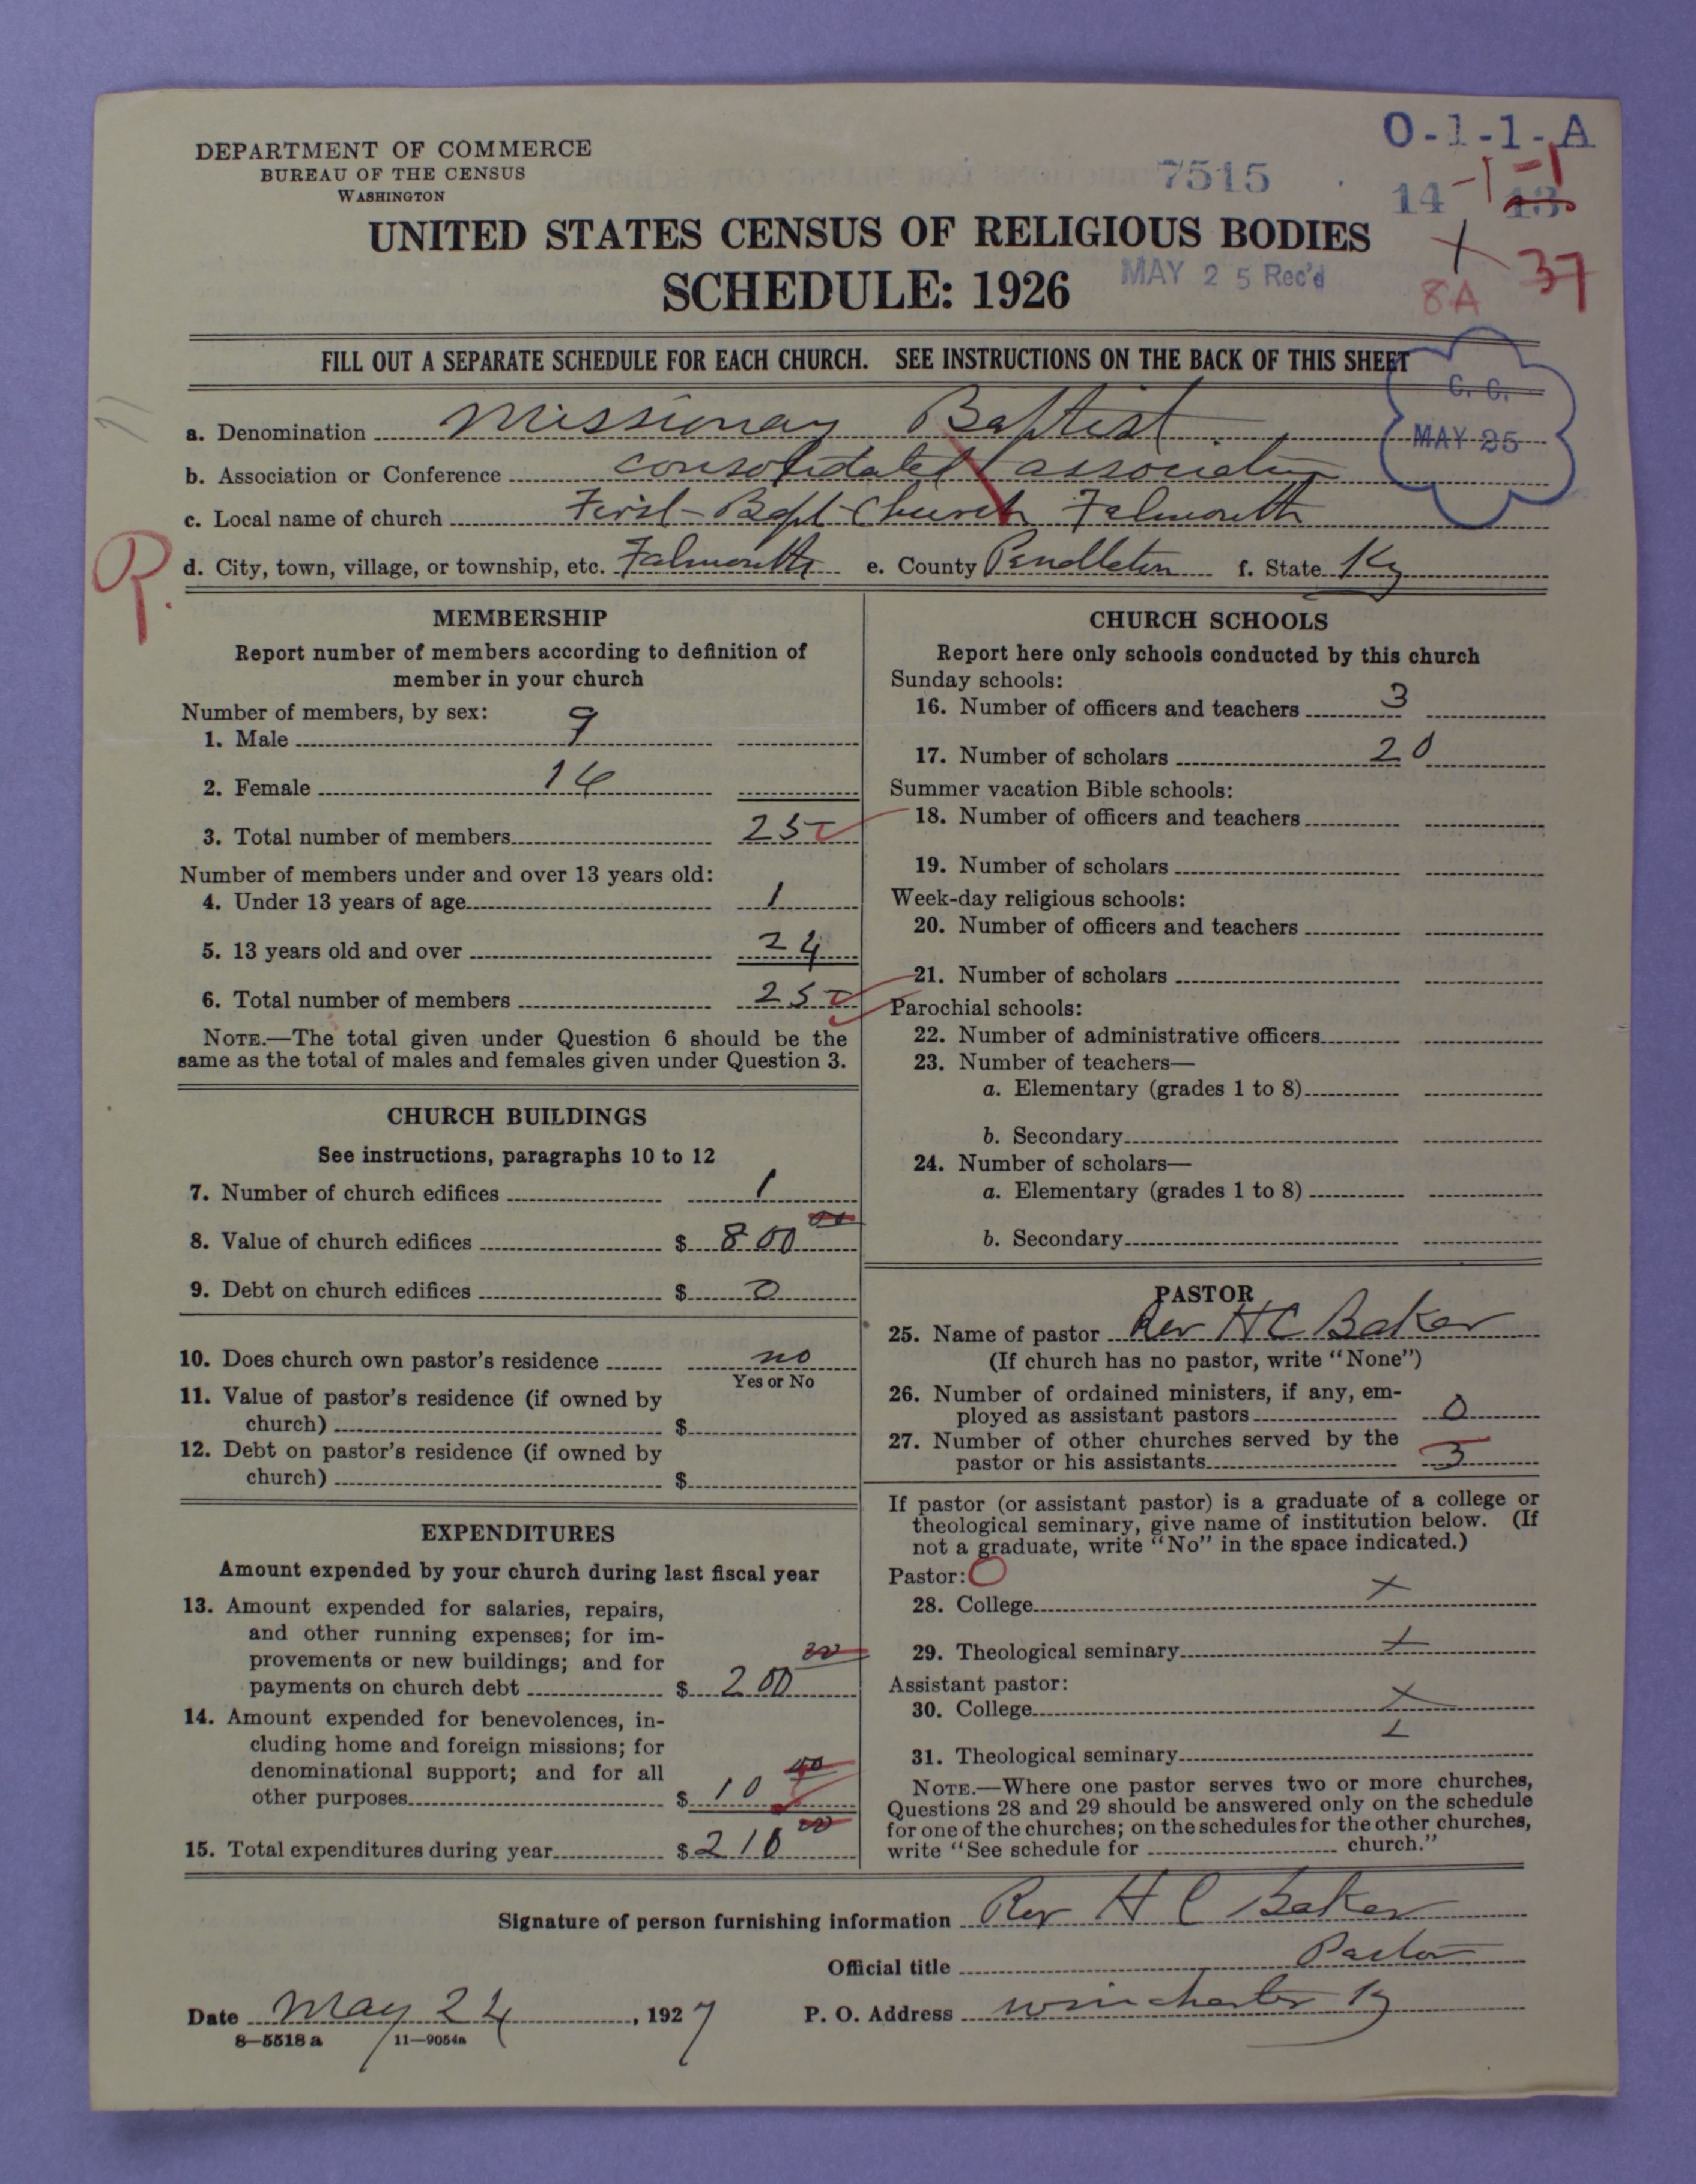 DEPARTMENT OF COMMERCE
BUREAU OF THE CENSUS
WASHINGTON
O-1-1-A
7515
14 -1 -1
13
UNITED STATES CENSUS OF RELIGIOUS BODIES
SCHEDULE: 1926
MAY 25 Rec'd
8A 37
FILL OUT A SEPARATE SCHEDULE FOR EACH CHURCH. SEE INSTRUCTIONS ON THE BACK OF THIS SHEET
C. C.
MAY 25
a. Denomination Missionary Baptist
b. Association or Conference consolidated association
c. Local name of church First Bapt Church Falmouth
R.
d. City, town, village, or township, etc. Falmouth e. County Pendleton f. State Ky
MEMBERSHIP
Report number of members according to definition of
member in your church
Number of members, by sex:
1. Male 9
2. Female 16
3. Total number of members 25
Number of members under and over 13 years old:
4. Under 13 years of age 1
5. 13 years old and over 24
6. Total number of members 25
NOTE.—The total given under Question 6 should be the
same as the total of males and females given under Question 3.
CHURCH BUILDINGS
See instructions, paragraphs 10 to 12
7. Number of church edifices 1
8. Value of church edifices $ 800 00
9. Debt on church edifices $ 0
10. Does church own pastor's residence no
Yes or No
11. Value of pastor's residence (if owned by
church) $
12. Debt on pastor's residence (if owned by
church) $
EXPENDITURES
Amount expended by your church during last fiscal year
13. Amount expended for salaries, repairs,
and other running expenses; for im-
provements or new buildings; and for
payments on church debt $ 200 00
14. Amount expended for benevolences, in-
cluding home and foreign missions; for
denominational support; and for all
other purposes $ 10 00
15. Total expenditures during year $ 210 00
CHURCH SCHOOLS
Report here only schools conducted by this church
Sunday schools:
16. Number of officers and teachers 3
17. Number of scholars 20
Summer vacation Bible schools:
18. Number of officers and teachers
19. Number of scholars
Week-day religious schools:
20. Number of officers and teachers
21. Number of scholars
Parochial schools:
22. Number of administrative officers
23. Number of teachers—
a. Elementary (grades 1 to 8)
b. Secondary
24. Number of scholars—
a. Elementary (grades 1 to 8)
b. Secondary
PASTOR
25. Name of pastor Rev H C Baker
(If church has no pastor, write "None")
26. Number of ordained ministers, if any, em-
ployed as assistant pastors 0
27. Number of other churches served by the
pastor or his assistants 3
If pastor (or assistant pastor) is a graduate of a college or
theological seminary, give name of institution below. (If
not a graduate, write "No" in the space indicated.)
Pastor: O
28. College x
29. Theological seminary x
Assistant pastor:
30. College x
31. Theological seminary
NOTE.—Where one pastor serves two or more churches,
Questions 28 and 29 should be answered only on the schedule
for one of the churches; on the schedules for the other churches,
write "See schedule for church."
Signature of person furnishing information Rev H C Baker
Official title Pastor
Date May 24, 1927 P. O. Address Winchester Ky
8—5518 a 11—9054a